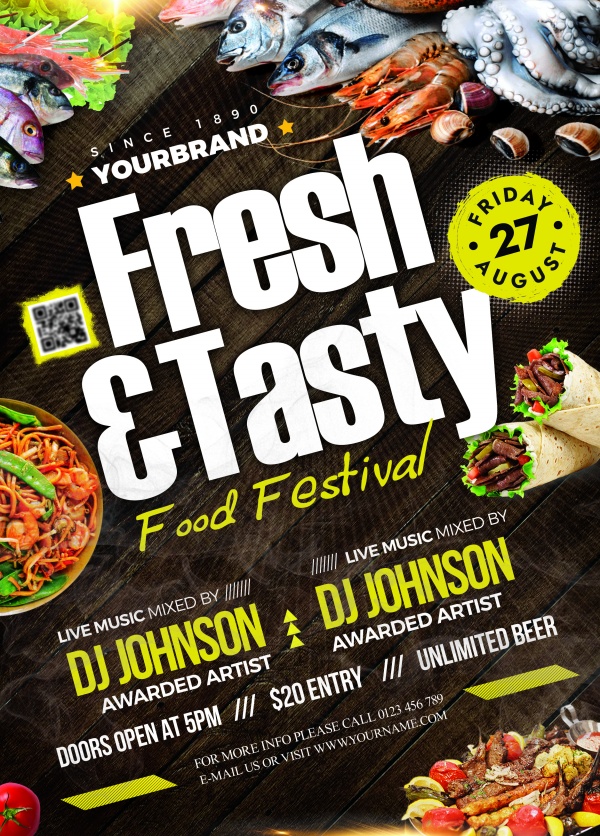 SINCE 1890
YOURBRAND
Fresh
&Tasty
Food Festival
FRIDAY
27
AUGUST
LIVE MUSIC MIXED BY ///////
DJ JOHNSON
AWARDED ARTIST
/////// LIVE MUSIC MIXED BY
DJ JOHNSON
AWARDED ARTIST
DOORS OPEN AT 5PM /// $20 ENTRY /// UNLIMITED BEER
FOR MORE INFO PLEASE CALL 0123 456 789
E-MAIL US OR VISIT WWW.YOURNAME.COM